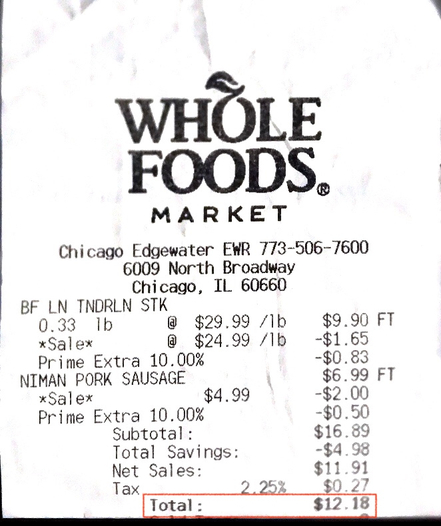 WHOLE
FOODS®
MARKET
Chicago Edgewater EWR 773-506-7600
6009 North Broadway
Chicago, IL 60660
BF LN TNDRLN STK
0.33 lb @ $29.99 /lb $9.90 FT
*Sale* @ $24.99 /lb -$1.65
Prime Extra 10.00% -$0.83
NIMAN PORK SAUSAGE $6.99 FT
*Sale* $4.99 -$2.00
Prime Extra 10.00% -$0.50
Subtotal: $16.89
Total Savings: -$4.98
Net Sales: $11.91
Tax 2.25% $0.27
Total: $12.18